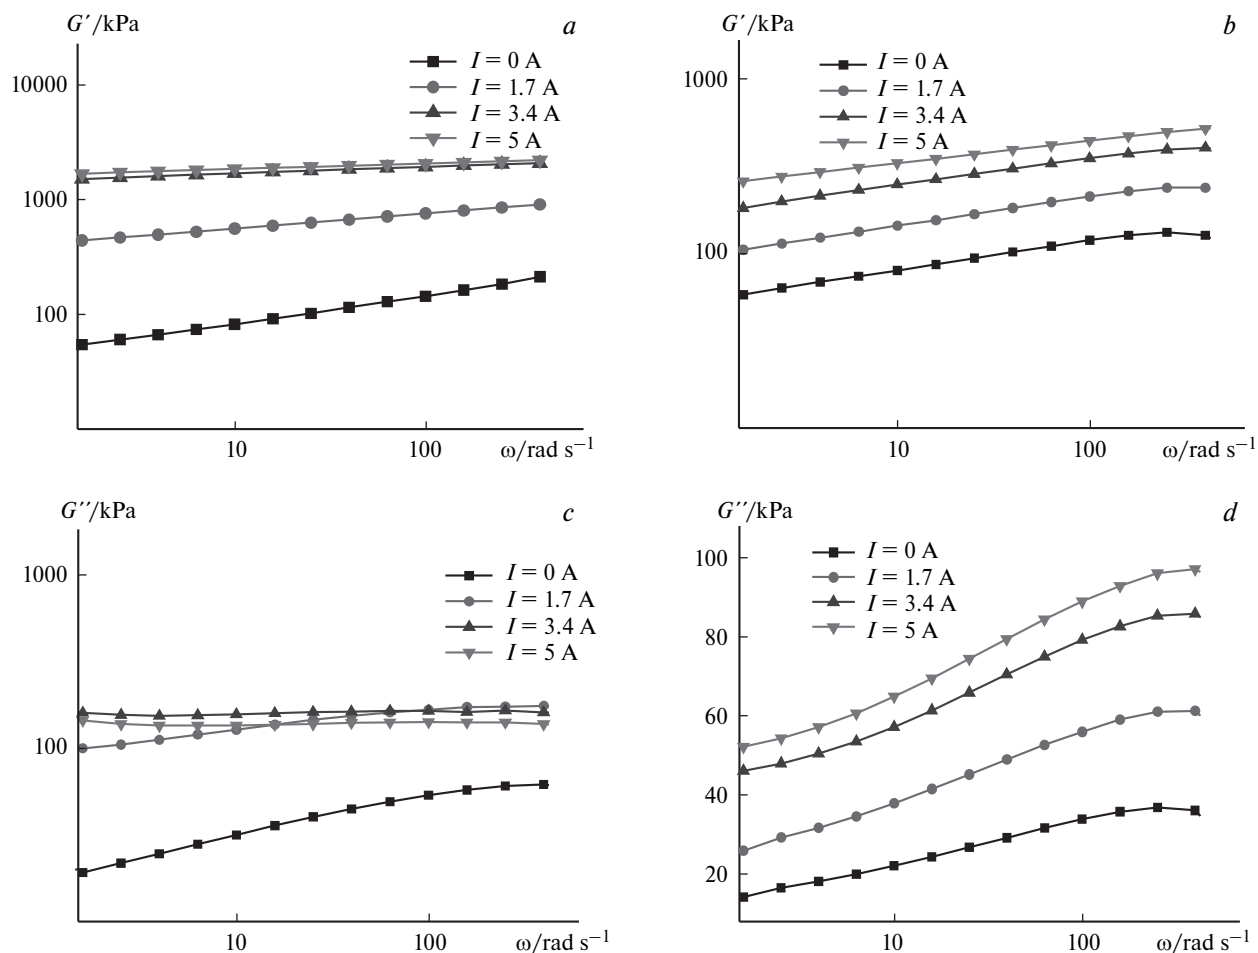 G′/kPa
a
I = 0 A
I = 1.7 A
I = 3.4 A
I = 5 A
10000
1000
100
10
100
ω/rad s−1
G′/kPa
b
I = 0 A
I = 1.7 A
I = 3.4 A
I = 5 A
1000
100
10
100
ω/rad s−1
G′′/kPa
c
I = 0 A
I = 1.7 A
I = 3.4 A
I = 5 A
1000
100
10
100
ω/rad s−1
G′′/kPa
d
I = 0 A
I = 1.7 A
I = 3.4 A
I = 5 A
100
80
60
40
20
10
100
ω/rad s−1